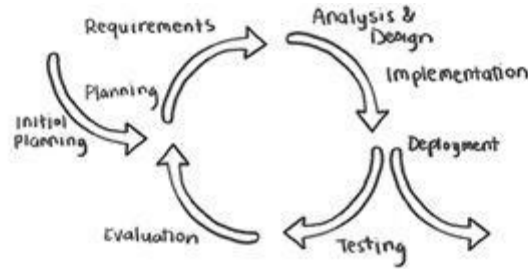 Requirements
Analysis &
Design
Implementation
Planning
Initial
Planning
Deployment
Evaluation
Testing